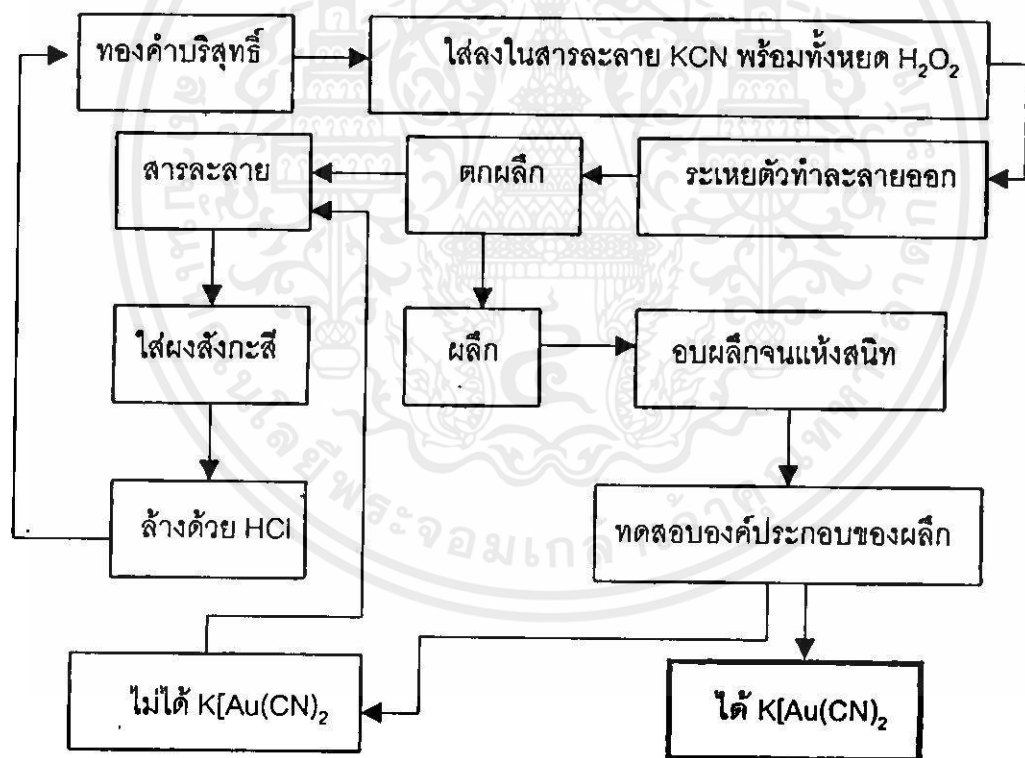 ทองคำบริสุทธิ์
ใส่ลงในสารละลาย KCN พร้อมทั้งหยด H₂O₂
สารละลาย
ตกผลึก
ระเหยตัวทำละลายออก
ใส่ผงสังกะสี
ผลึก
อบผลึกจนแห้งสนิท
ล้างด้วย HCl
ทดสอบองค์ประกอบของผลึก
ไม่ได้ K[Au(CN)₂
ได้ K[Au(CN)₂